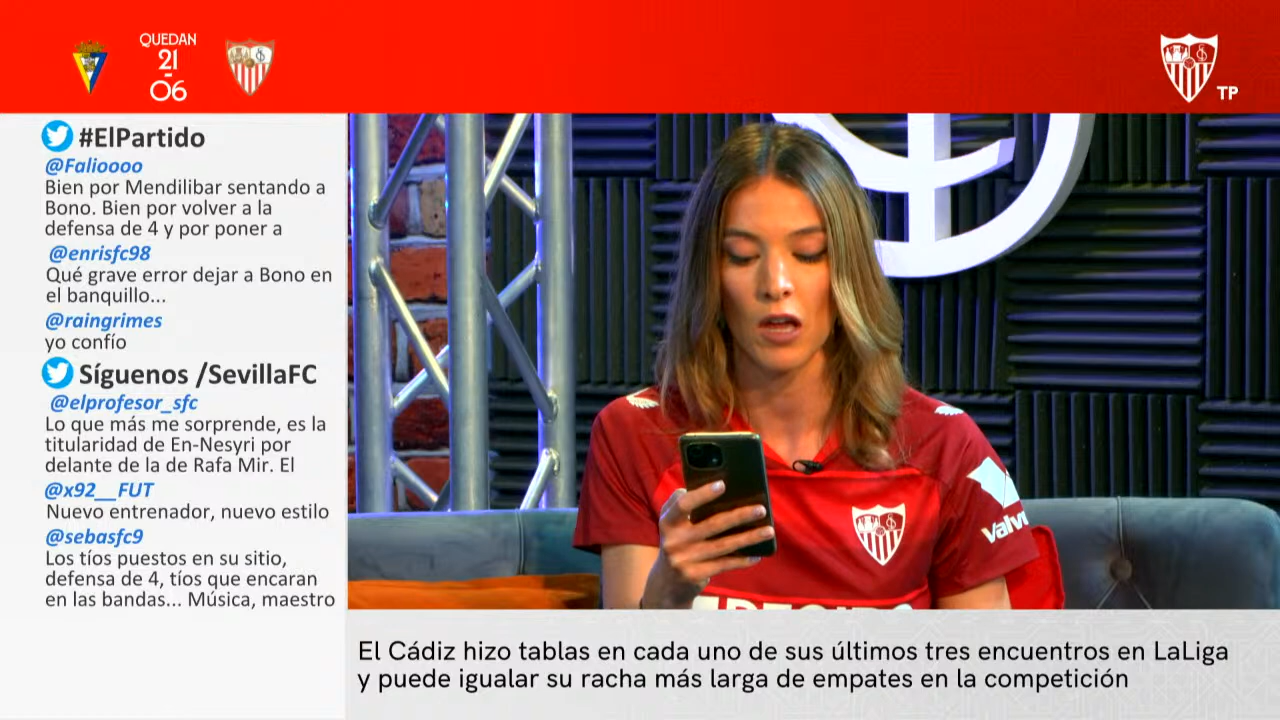 QUEDAN
21
-
06
TP
#ElPartido
@Falioooo
Bien por Mendilibar sentando a
Bono. Bien por volver a la
defensa de 4 y por poner a
@enrisfc98
Qué grave error dejar a Bono en
el banquillo...
@raingrimes
yo confío
Síguenos /SevillaFC
@elprofesor_sfc
Lo que más me sorprende, es la
titularidad de En-Nesyri por
delante de la de Rafa Mir. El
@x92__FUT
Nuevo entrenador, nuevo estilo
@sebasfc9
Los tíos puestos en su sitio,
defensa de 4, tíos que encaran
en las bandas... Música, maestro
El Cádiz hizo tablas en cada uno de sus últimos tres encuentros en LaLiga
y puede igualar su racha más larga de empates en la competición